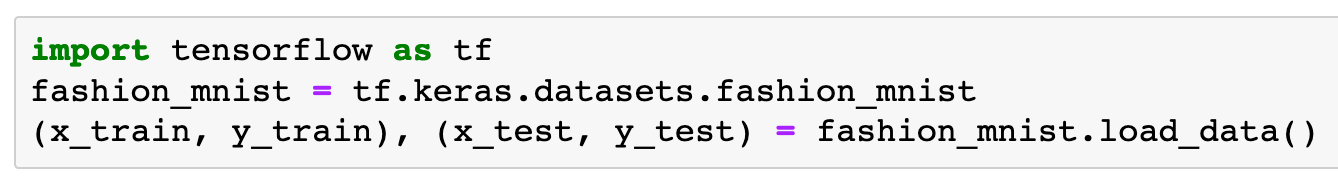 import tensorflow as tf
fashion_mnist = tf.keras.datasets.fashion_mnist
(x_train, y_train), (x_test, y_test) = fashion_mnist.load_data()